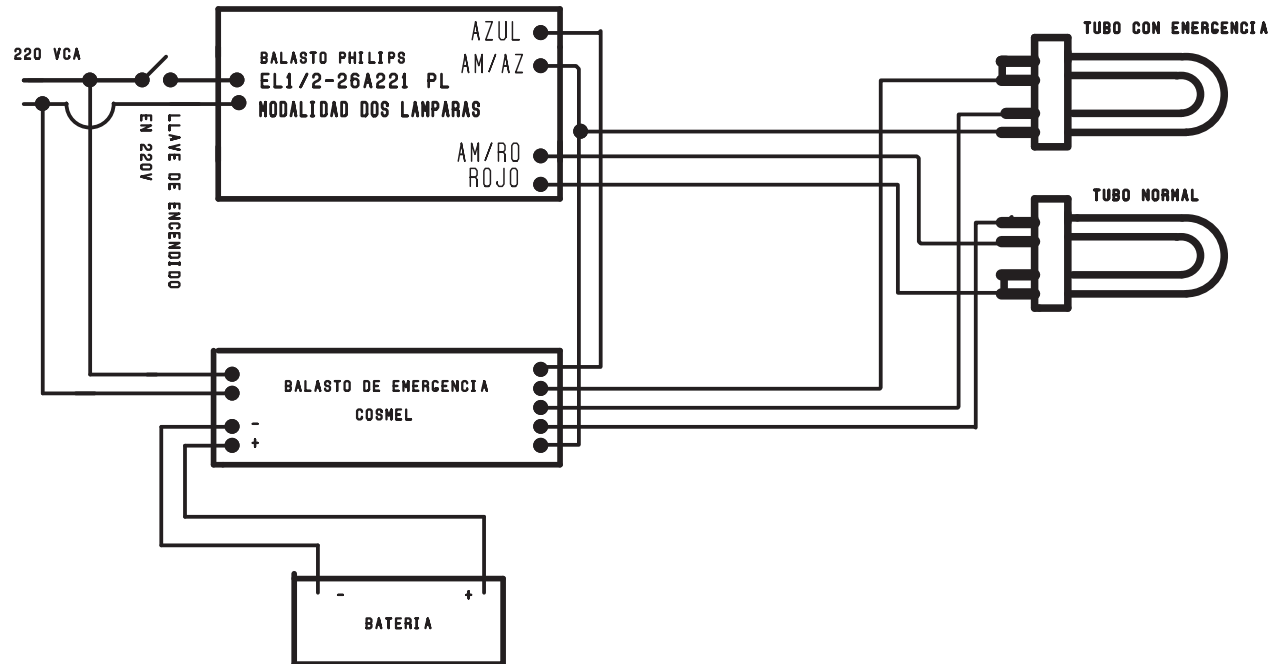 220 VCA
LLAVE DE ENCENDIDO
EN 220V
BALASTO PHILIPS
EL1/2-26A221 PL
MODALIDAD DOS LAMPARAS
AZUL
AM/AZ
AM/RO
ROJO
TUBO CON EMERGENCIA
TUBO NORMAL
BALASTO DE EMERGENCIA
COSMEL
-
+
- +
BATERIA